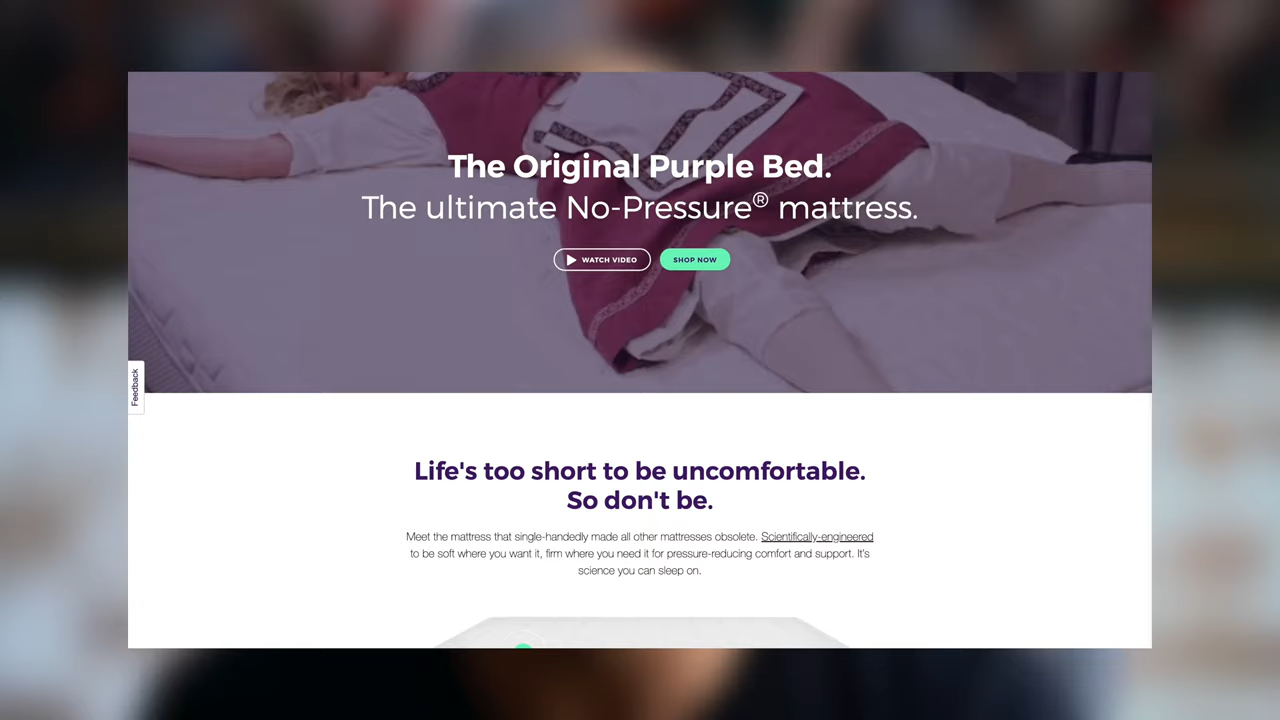 The Original Purple Bed.
The ultimate No-Pressure® mattress.
WATCH VIDEO
SHOP NOW
Feedback
Life's too short to be uncomfortable.
So don't be.
Meet the mattress that single-handedly made all other mattresses obsolete. Scientifically-engineered
to be soft where you want it, firm where you need it for pressure-reducing comfort and support. It's
science you can sleep on.